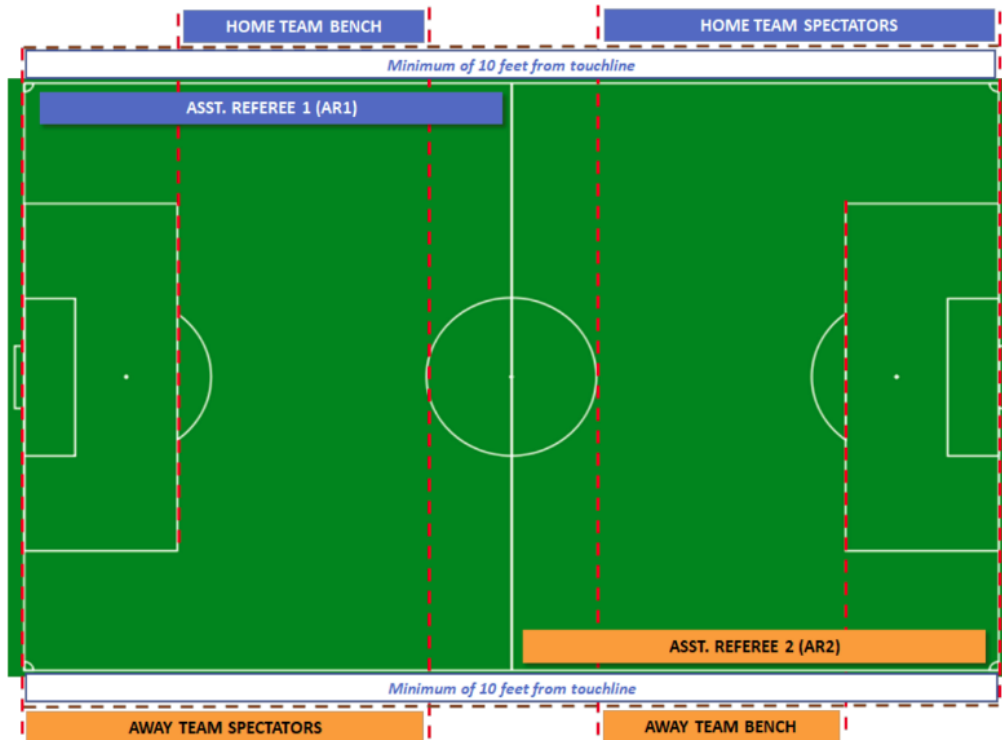 HOME TEAM BENCH
HOME TEAM SPECTATORS
Minimum of 10 feet from touchline
ASST. REFEREE 1 (AR1)
ASST. REFEREE 2 (AR2)
Minimum of 10 feet from touchline
AWAY TEAM SPECTATORS
AWAY TEAM BENCH